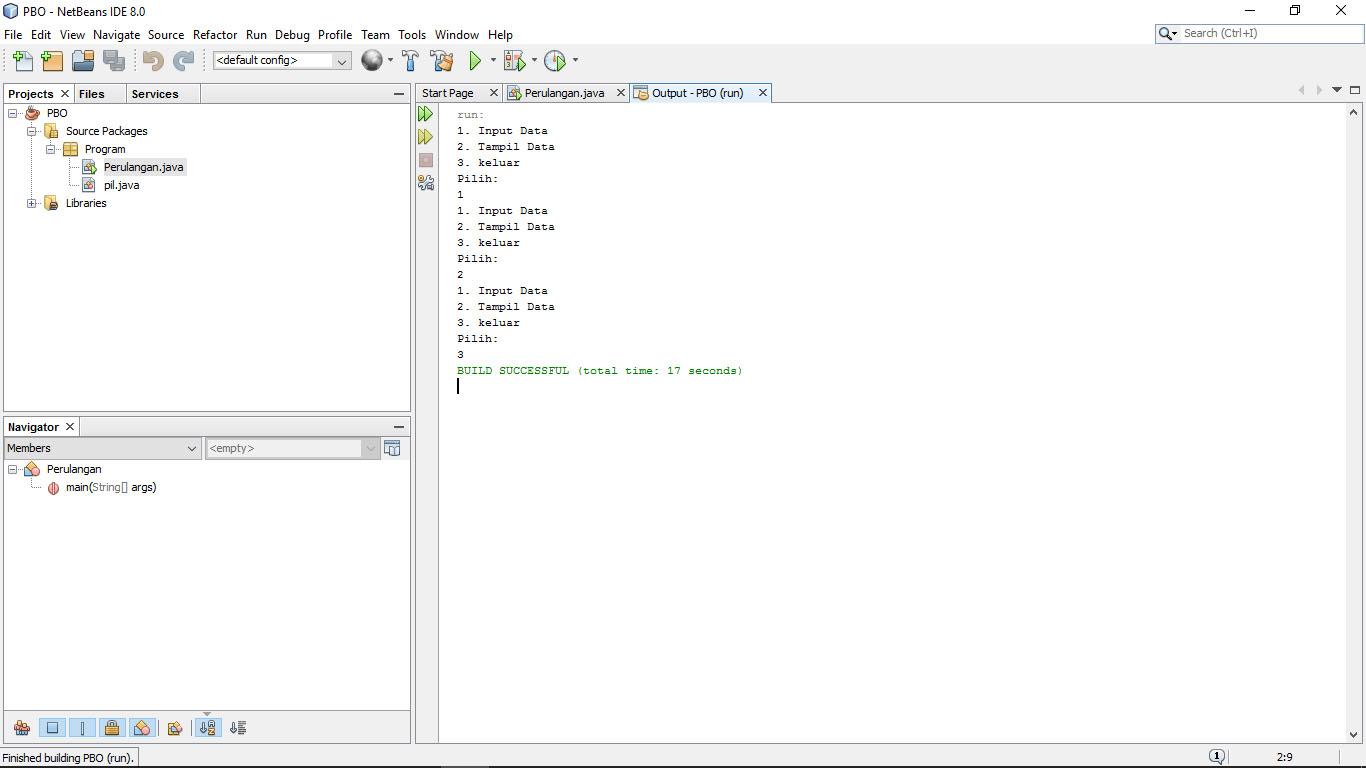 PBO - NetBeans IDE 8.0
File Edit View Navigate Source Refactor Run Debug Profile Team Tools Window Help
Search (Ctrl+I)
<default config>
Projects Files Services
PBO
Source Packages
Program
Perulangan.java
pil.java
Libraries
Navigator
Members <empty>
Perulangan
main(String[] args)
Start Page Perulangan.java Output - PBO (run)
run:
1. Input Data
2. Tampil Data
3. keluar
Pilih:
1
1. Input Data
2. Tampil Data
3. keluar
Pilih:
2
1. Input Data
2. Tampil Data
3. keluar
Pilih:
3
BUILD SUCCESSFUL (total time: 17 seconds)
Finished building PBO (run).
1
2:9